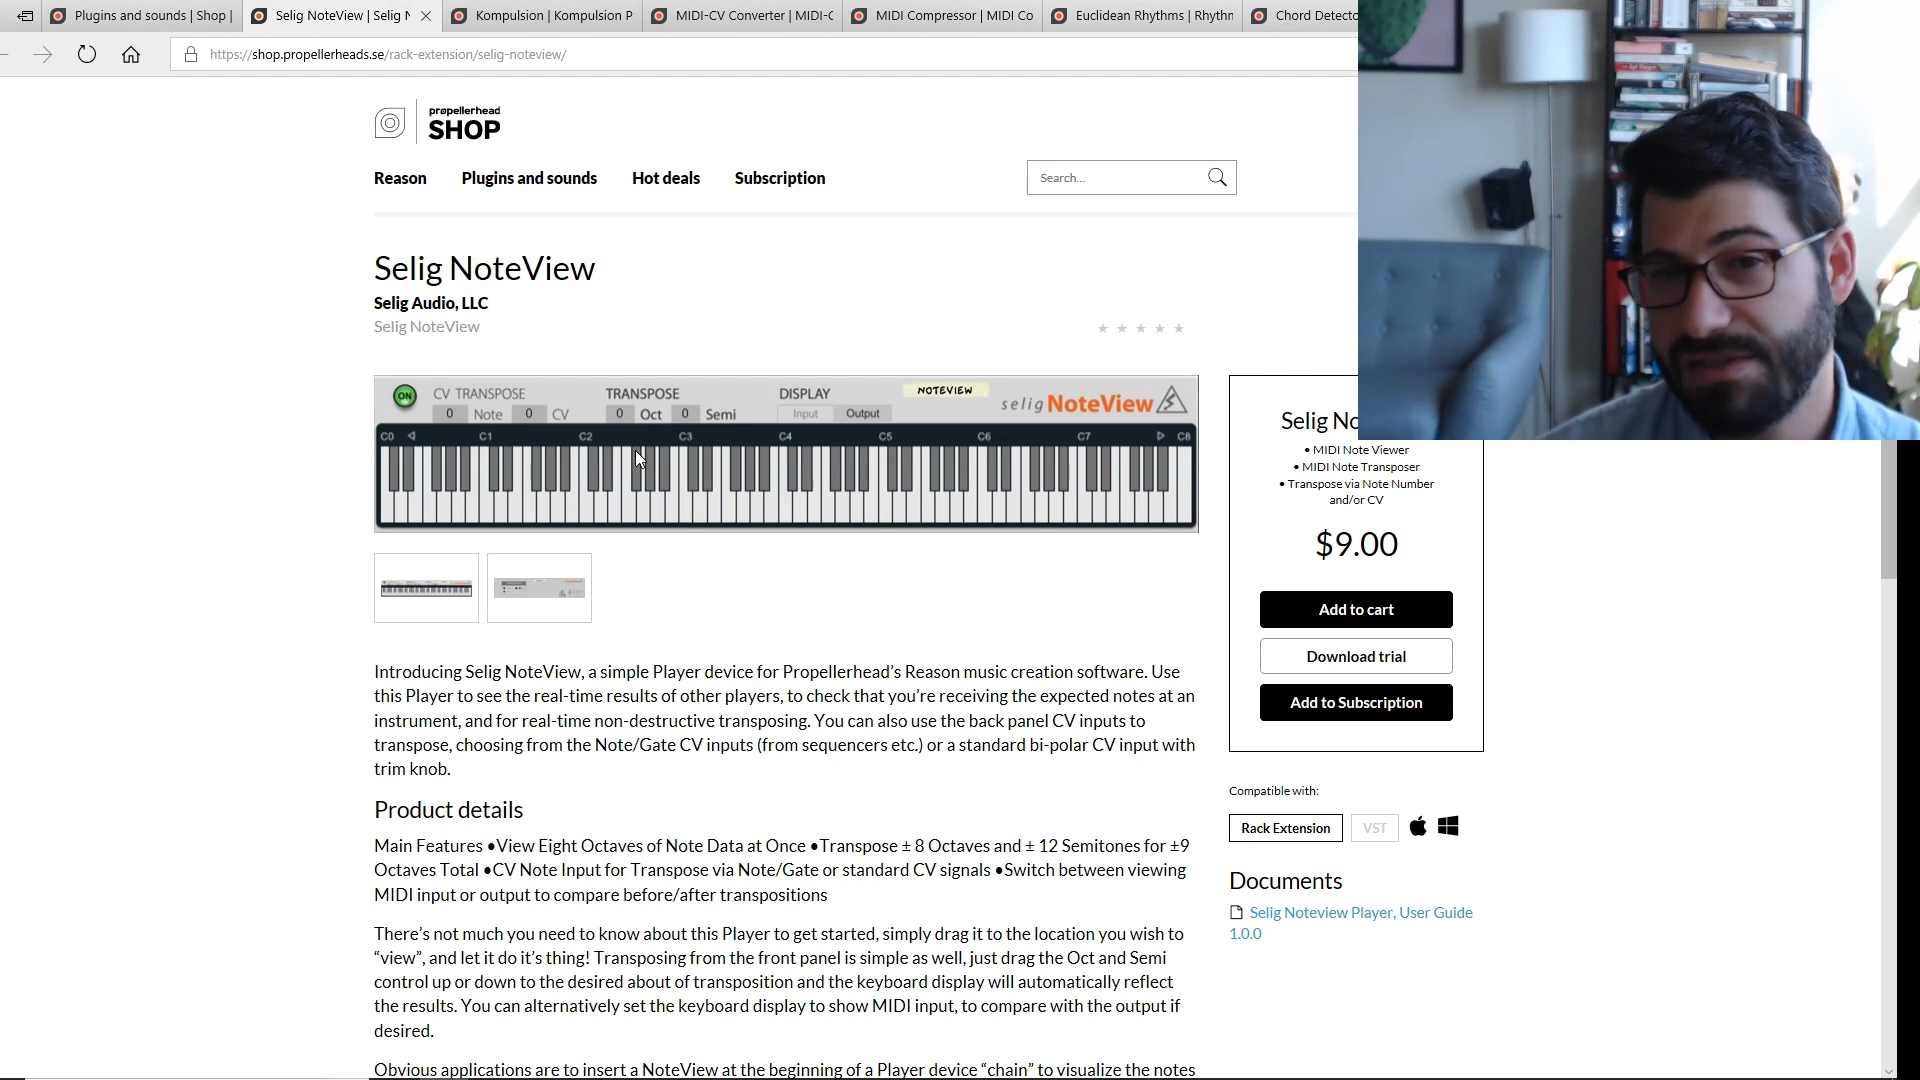 Plugins and sounds | Shop |
Selig NoteView | Selig N
Kompulsion | Kompulsion P
MIDI-CV Converter | MIDI-C
MIDI Compressor | MIDI Co
Euclidean Rhythms | Rhythm
Chord Detecto
https://shop.propellerheads.se/rack-extension/selig-noteview/
prøpellerhead
SHOP
Reason
Plugins and sounds
Hot deals
Subscription
Search...
Selig NoteView
Selig Audio, LLC
Selig NoteView
ON
CV TRANSPOSE
0 Note 0 CV
TRANSPOSE
0 Oct 0 Semi
DISPLAY
Input Output
NOTEVIEW
selig NoteView
C0 C1 C2 C3 C4 C5 C6 C7 C8
Introducing Selig NoteView, a simple Player device for Propellerhead’s Reason music creation software. Use
this Player to see the real-time results of other players, to check that you’re receiving the expected notes at an
instrument, and for real-time non-destructive transposing. You can also use the back panel CV inputs to
transpose, choosing from the Note/Gate CV inputs (from sequencers etc.) or a standard bi-polar CV input with
trim knob.
Product details
Main Features •View Eight Octaves of Note Data at Once •Transpose ± 8 Octaves and ± 12 Semitones for ±9
Octaves Total •CV Note Input for Transpose via Note/Gate or standard CV signals •Switch between viewing
MIDI input or output to compare before/after transpositions
There’s not much you need to know about this Player to get started, simply drag it to the location you wish to
“view”, and let it do it’s thing! Transposing from the front panel is simple as well, just drag the Oct and Semi
control up or down to the desired about of transposition and the keyboard display will automatically reflect
the results. You can alternatively set the keyboard display to show MIDI input, to compare with the output if
desired.
Obvious applications are to insert a NoteView at the beginning of a Player device “chain” to visualize the notes
Selig No
• MIDI Note Viewer
• MIDI Note Transposer
• Transpose via Note Number
and/or CV
$9.00
Add to cart
Download trial
Add to Subscription
Compatible with:
Rack Extension
VST
Documents
Selig Noteview Player, User Guide
1.0.0